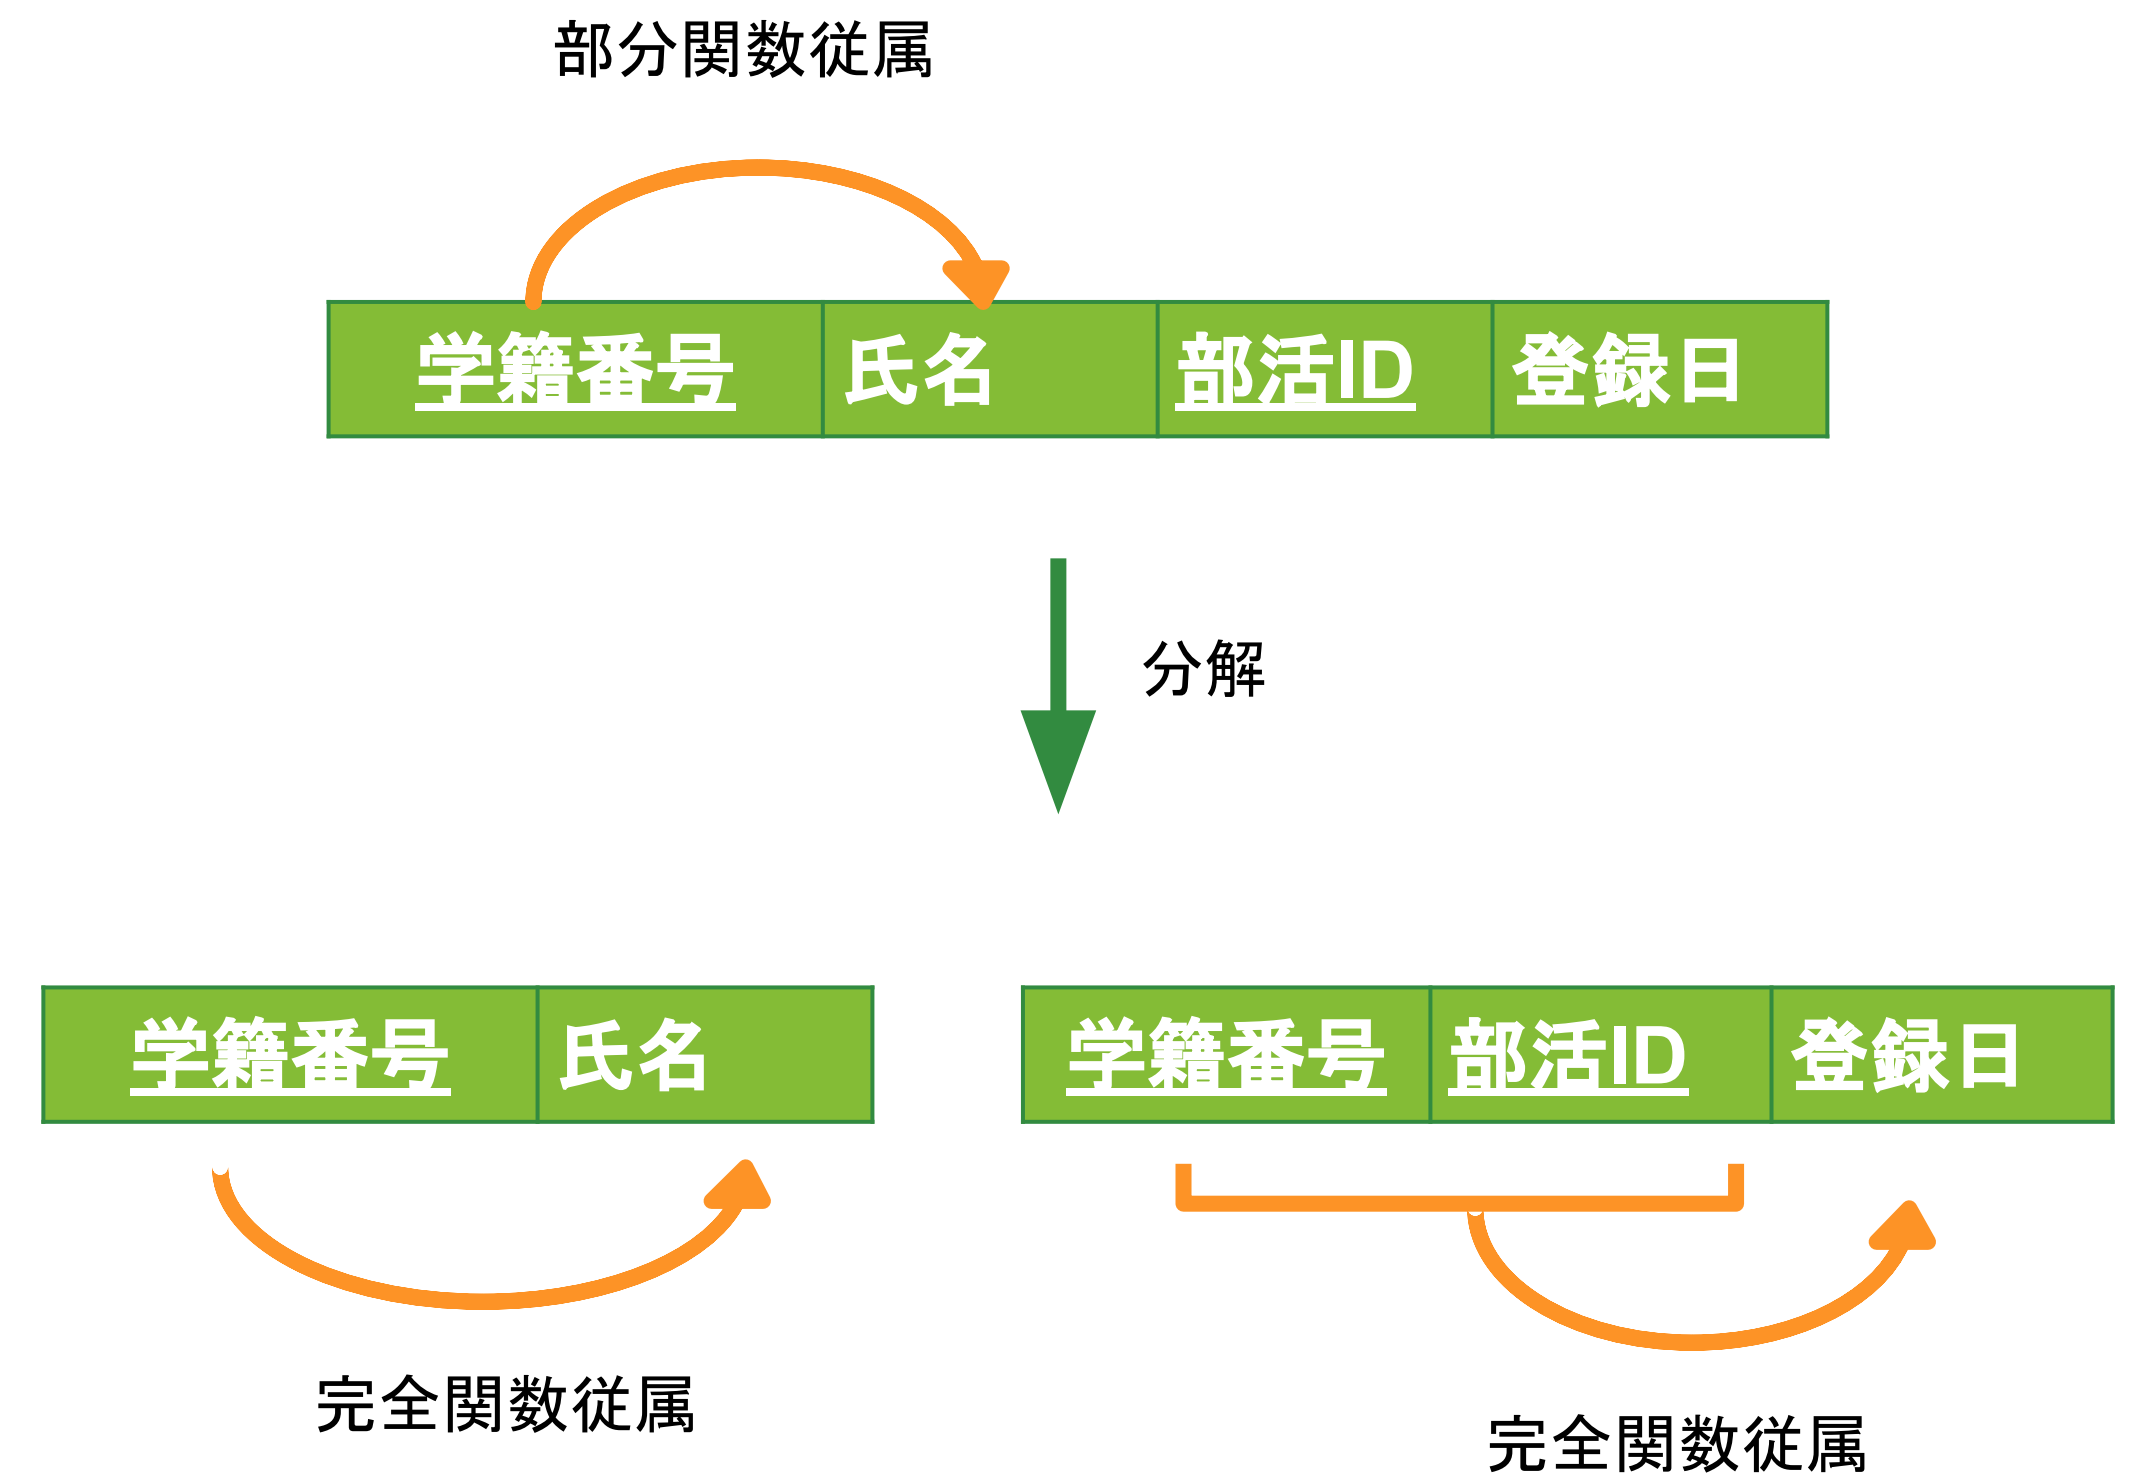 部分関数従属
学籍番号 氏名 部活ID 登録日
分解
学籍番号 氏名
学籍番号 部活ID 登録日
完全関数従属
完全関数従属